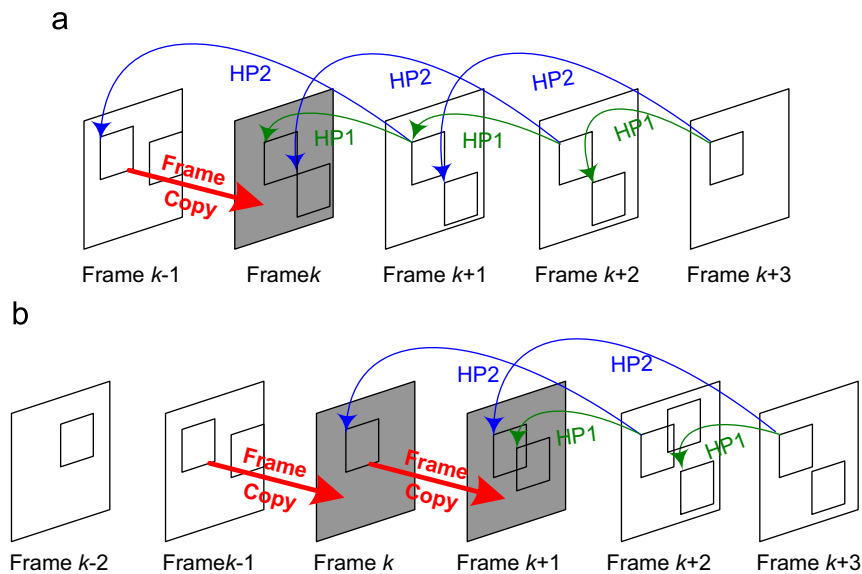 a
HP2
HP2
HP2
HP1
HP1
HP1
Frame
Copy
Frame k-1
Framek
Frame k+1
Frame k+2
Frame k+3
b
HP2
HP2
HP1
HP1
Frame
Copy
Frame
Copy
Frame k-2
Framek-1
Frame k
Frame k+1
Frame k+2
Frame k+3